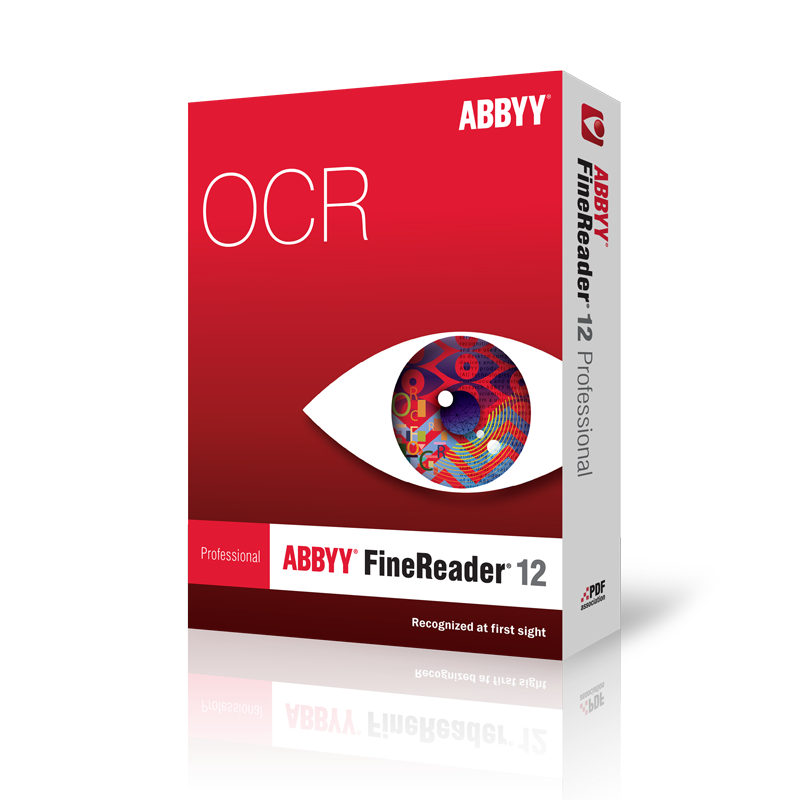 ABBYY®
OCR
Professional
ABBYY® FineReader® 12
Recognized at first sight
ABBYY®
FineReader® 12 Professional
PDF
association